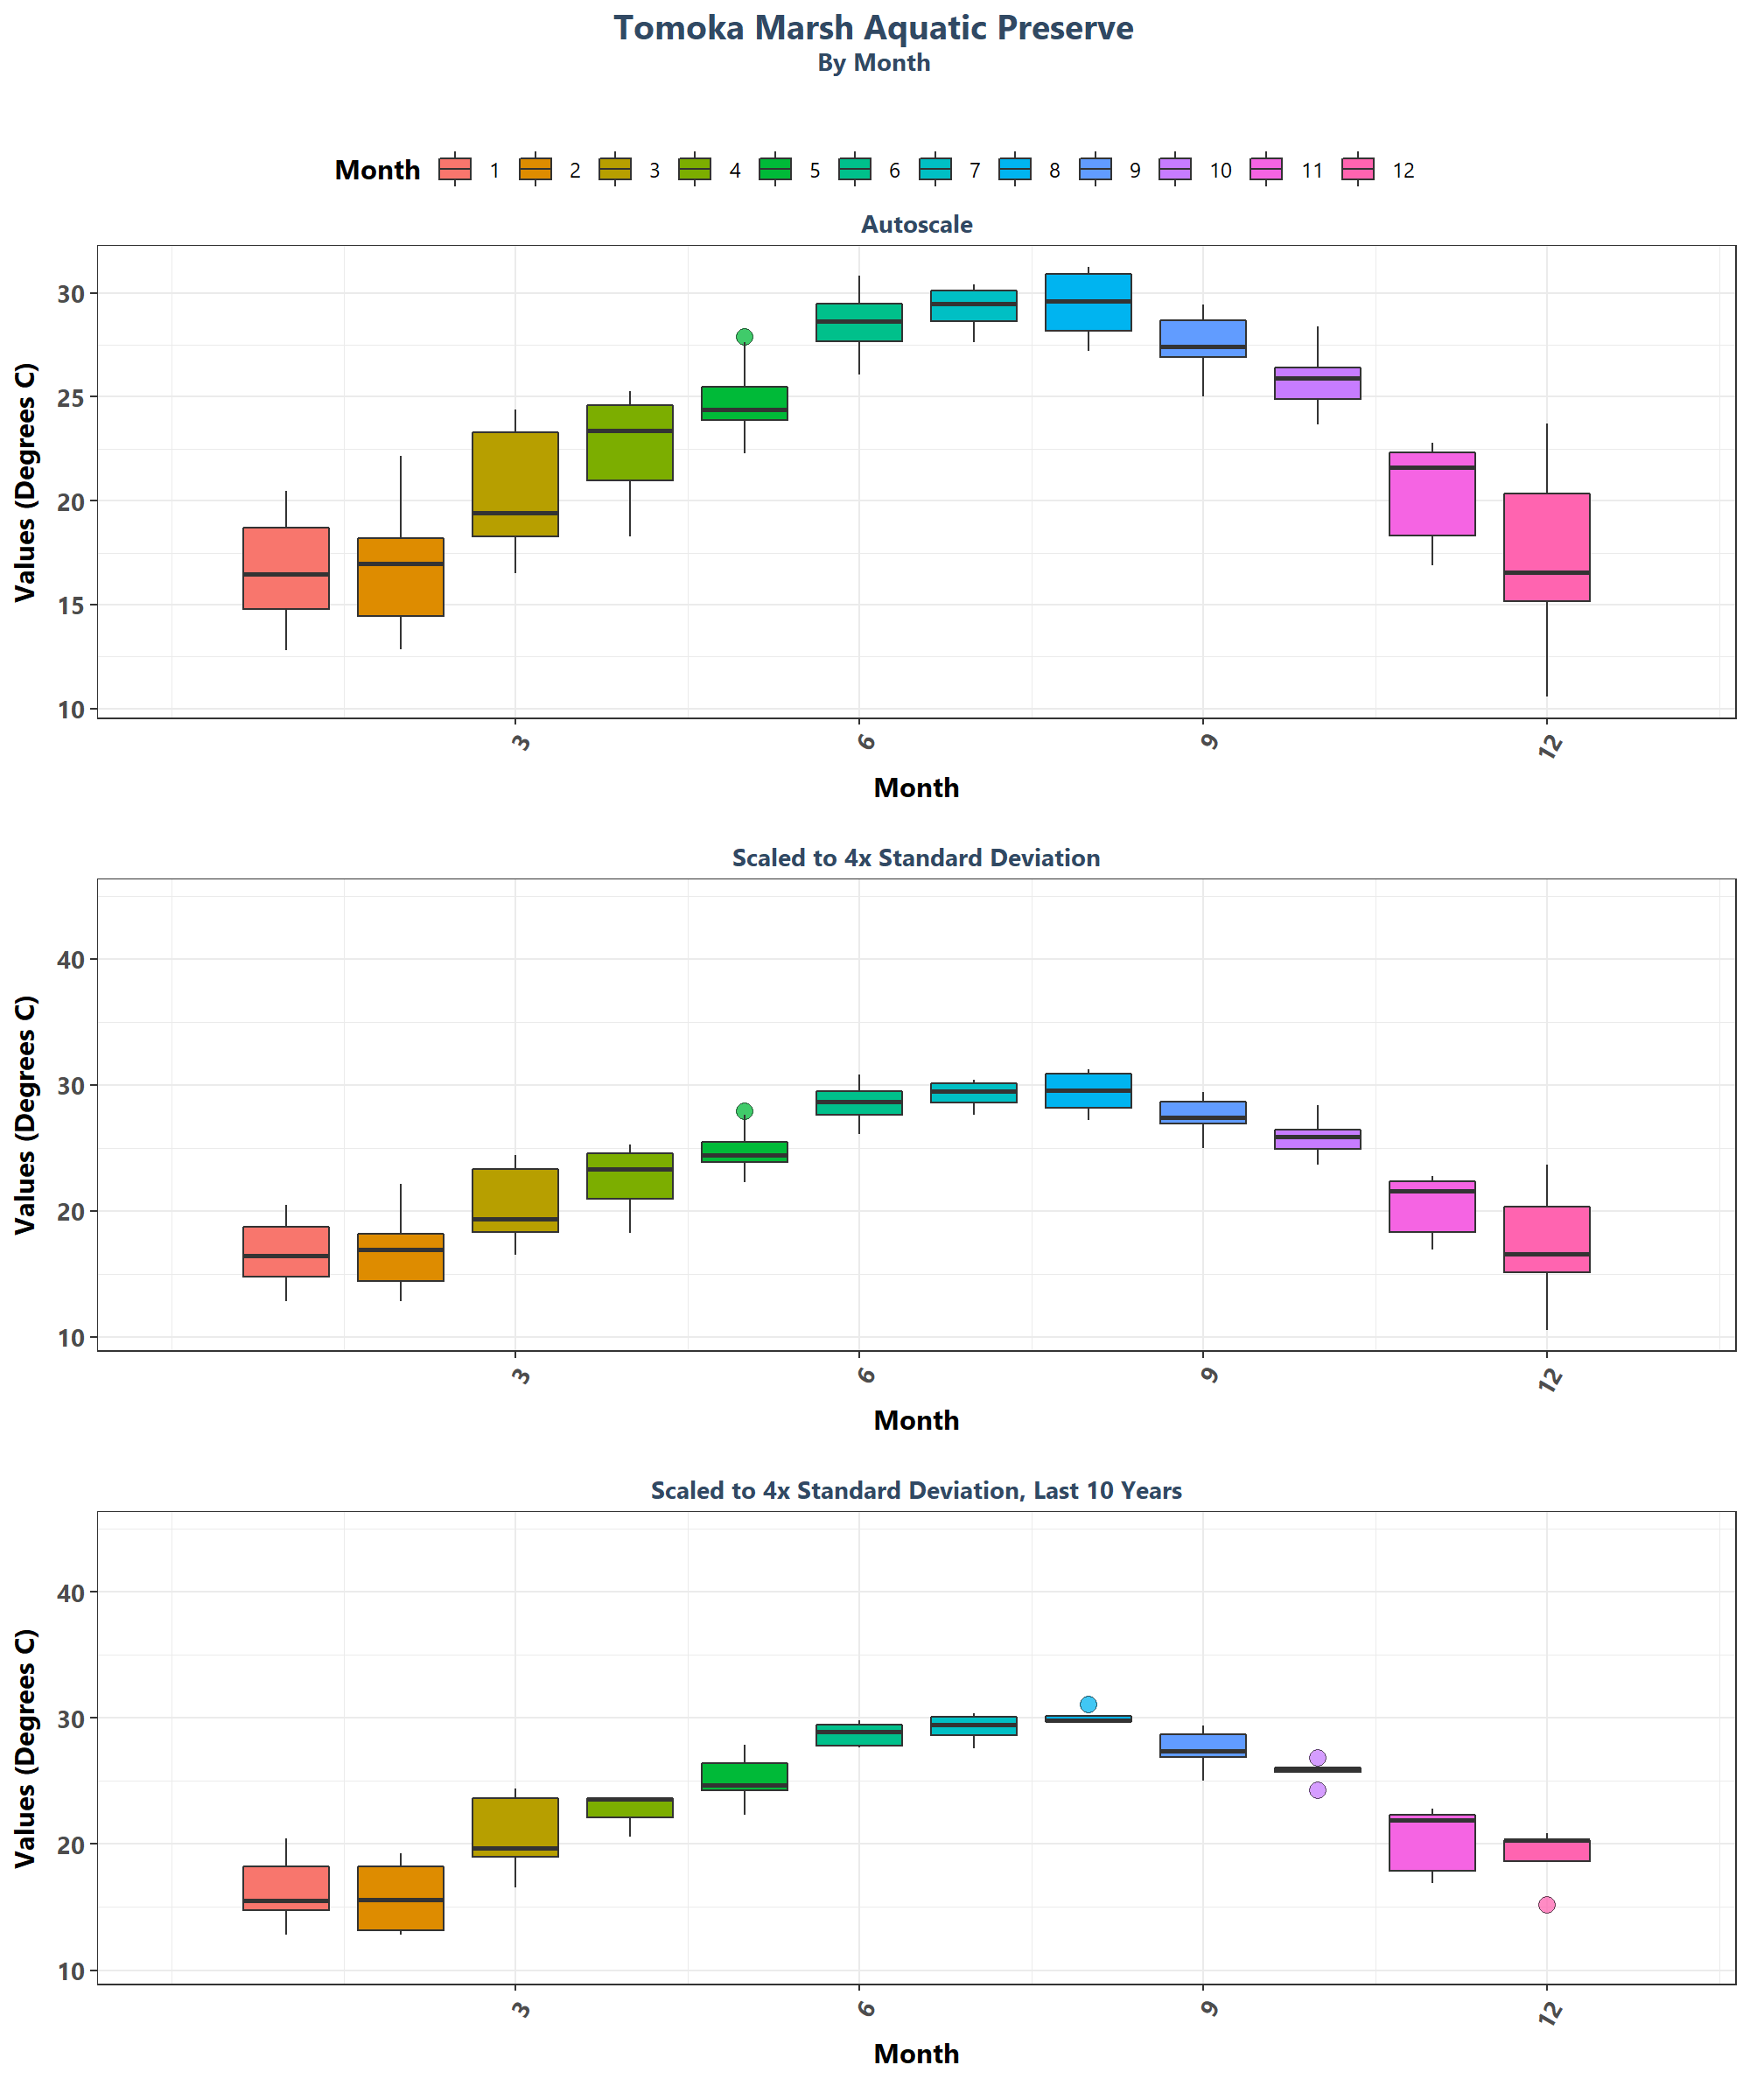 Tomoka Marsh Aquatic Preserve
By Month
Month 1 2 3 4 5 6 7 8 9 10 11 12
Autoscale
Values (Degrees C)
30
25
20
15
10
3 6 9 12
Month
Scaled to 4x Standard Deviation
Values (Degrees C)
40
30
20
10
3 6 9 12
Month
Scaled to 4x Standard Deviation, Last 10 Years
Values (Degrees C)
40
30
20
10
3 6 9 12
Month